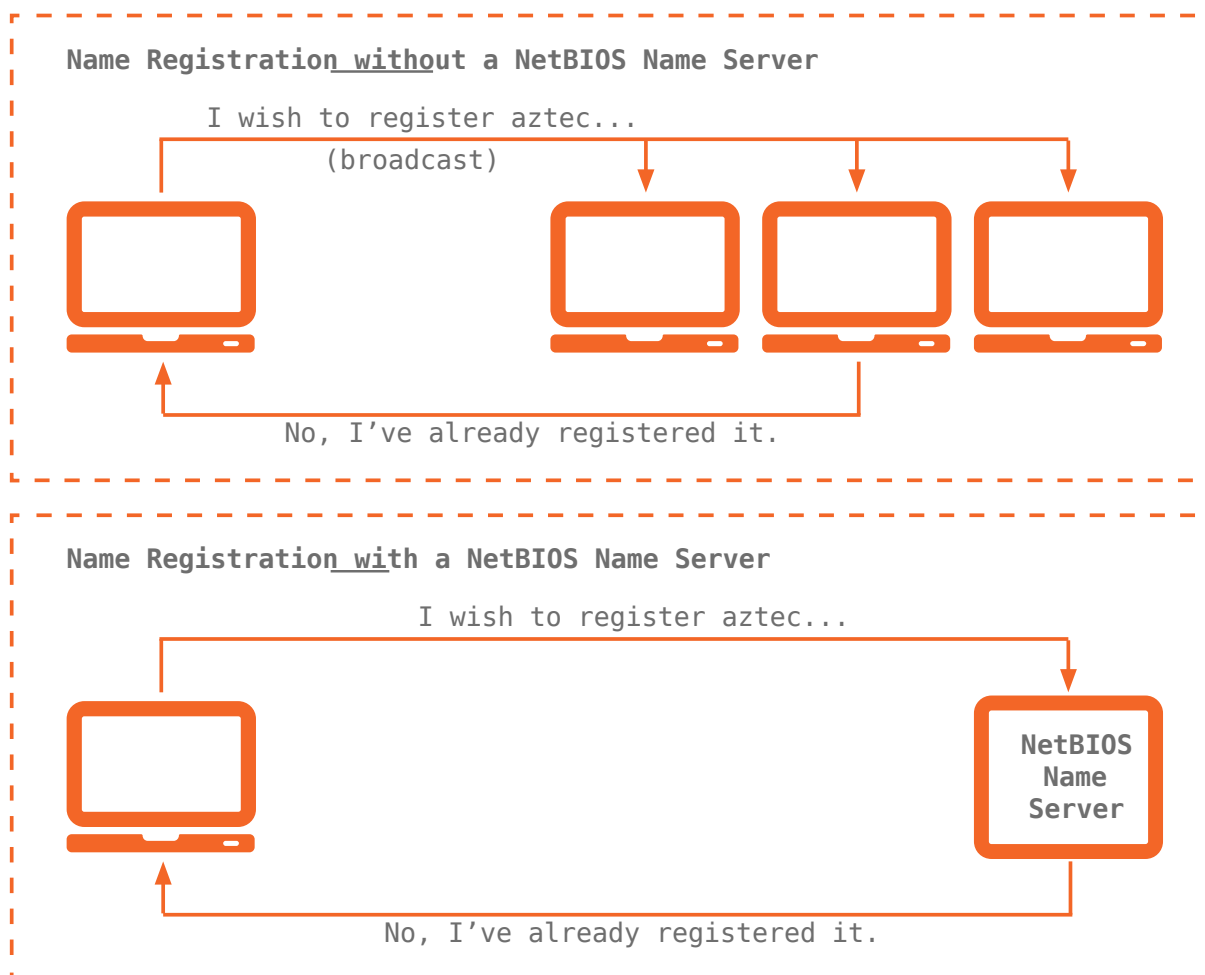 Name Registration without a NetBIOS Name Server
I wish to register aztec...
(broadcast)
No, I’ve already registered it.
Name Registration with a NetBIOS Name Server
I wish to register aztec...
NetBIOS
Name
Server
No, I’ve already registered it.